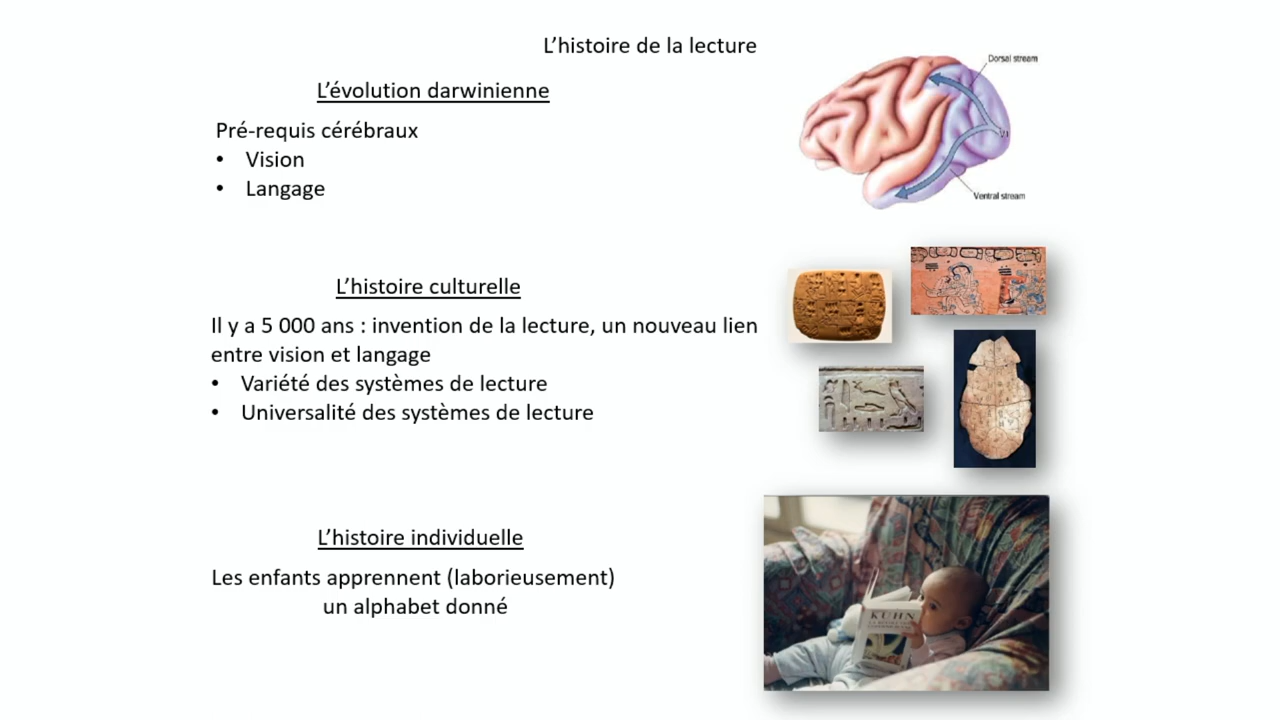 L’histoire de la lecture
L’évolution darwinienne
Pré-requis cérébraux
• Vision
• Langage
Dorsal stream
V1
Ventral stream
L’histoire culturelle
Il y a 5 000 ans : invention de la lecture, un nouveau lien
entre vision et langage
• Variété des systèmes de lecture
• Universalité des systèmes de lecture
L’histoire individuelle
Les enfants apprennent (laborieusement)
un alphabet donné
KUHN